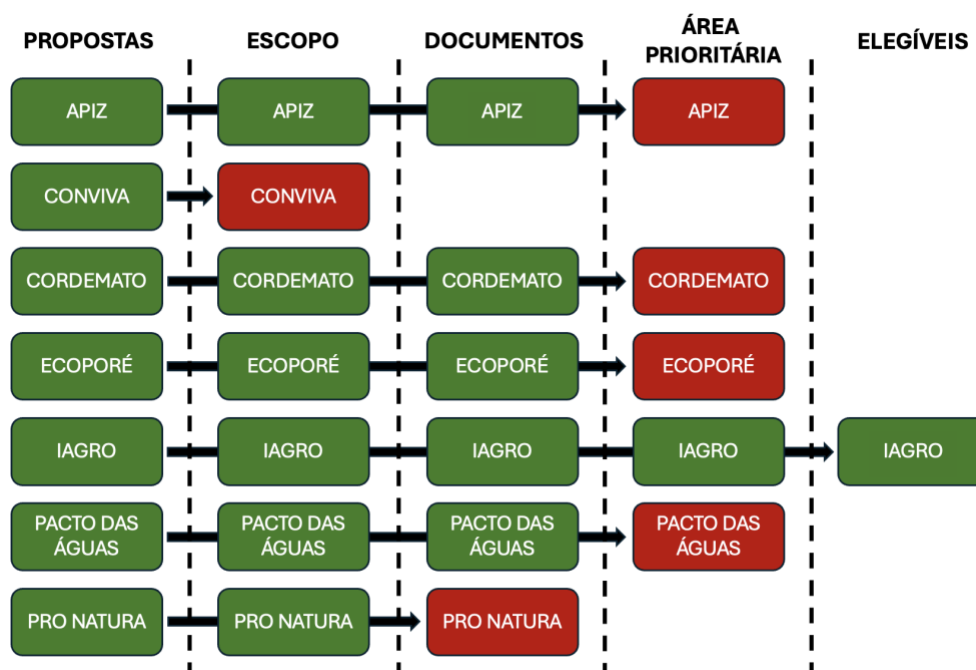 PROPOSTAS
ESCOPO
DOCUMENTOS
ÁREA
PRIORITÁRIA
ELEGÍVEIS
APIZ
APIZ
APIZ
APIZ
CONVIVA
CONVIVA
CORDEMATO
CORDEMATO
CORDEMATO
CORDEMATO
ECOPORÉ
ECOPORÉ
ECOPORÉ
ECOPORÉ
IAGRO
IAGRO
IAGRO
IAGRO
IAGRO
PACTO DAS
ÁGUAS
PACTO DAS
ÁGUAS
PACTO DAS
ÁGUAS
PACTO DAS
ÁGUAS
PRO NATURA
PRO NATURA
PRO NATURA